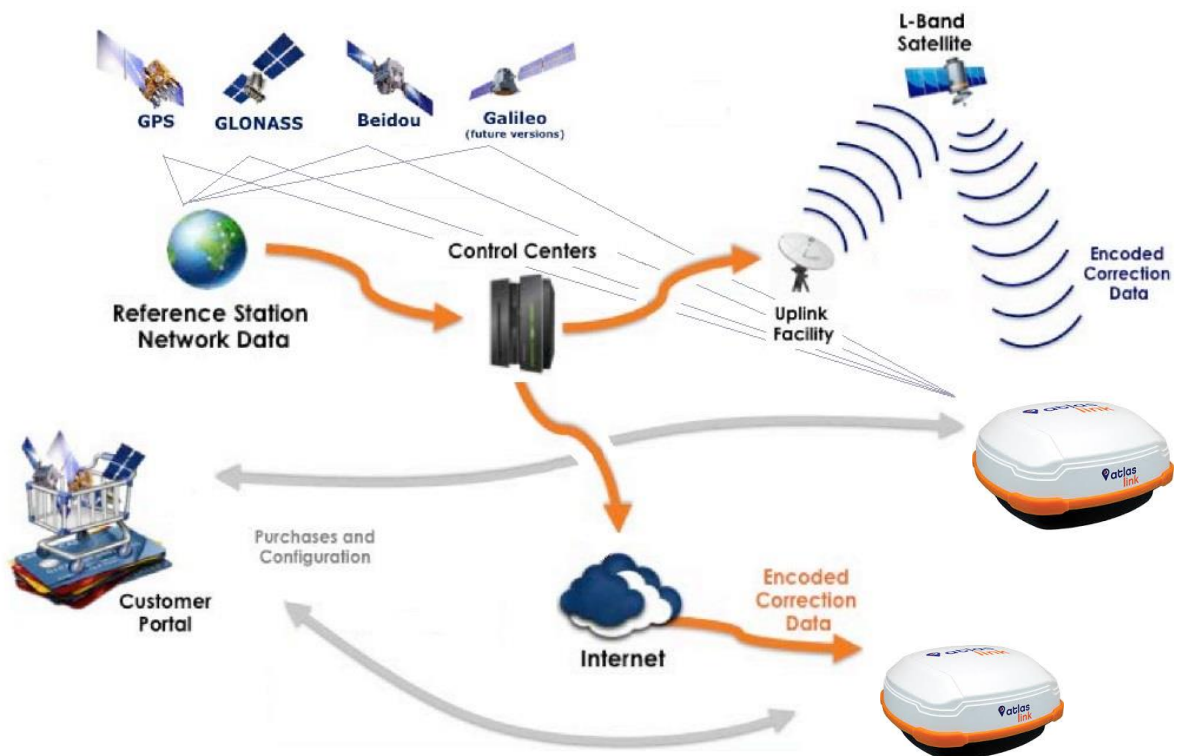 L-Band
Satellite
GPS
GLONASS
Beidou
Galileo
(future versions)
Control Centers
Encoded
Correction
Data
Reference Station
Network Data
Uplink
Facility
atlas
link
atlas
link
Purchases and
Configuration
Customer
Portal
Encoded
Correction
Data
Internet
atlas
link
atlas
link